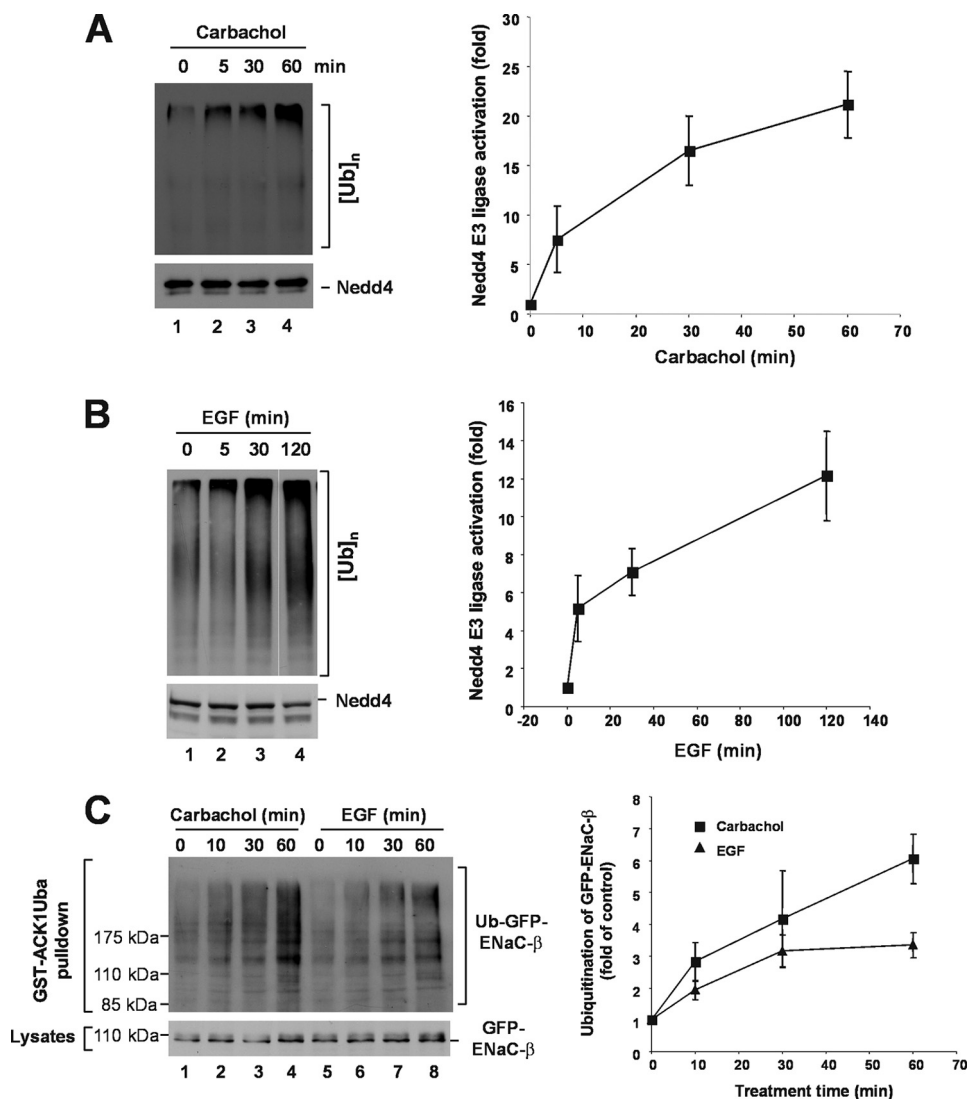 A
Carbachol
0 5 30 60 min
[Ub]n
Nedd4
1 2 3 4
Nedd4 E3 ligase activation (fold)
30
25
20
15
10
5
0
0 10 20 30 40 50 60 70
Carbachol (min)
B
EGF (min)
0 5 30 120
[Ub]n
Nedd4
1 2 3 4
Nedd4 E3 ligase activation (fold)
16
14
12
10
8
6
4
2
0
-20 0 20 40 60 80 100 120 140
EGF (min)
C
Carbachol (min) EGF (min)
0 10 30 60 0 10 30 60
GST-ACK1Uba
pulldown
175 kDa
110 kDa
85 kDa
Ub-GFP-
ENaC-β
Lysates
110 kDa
GFP-
ENaC-β
1 2 3 4 5 6 7 8
Ubiquitination of GFP-ENaC-β
(fold of control)
8
7
6
5
4
3
2
1
0
Carbachol
EGF
0 10 20 30 40 50 60 70
Treatment time (min)